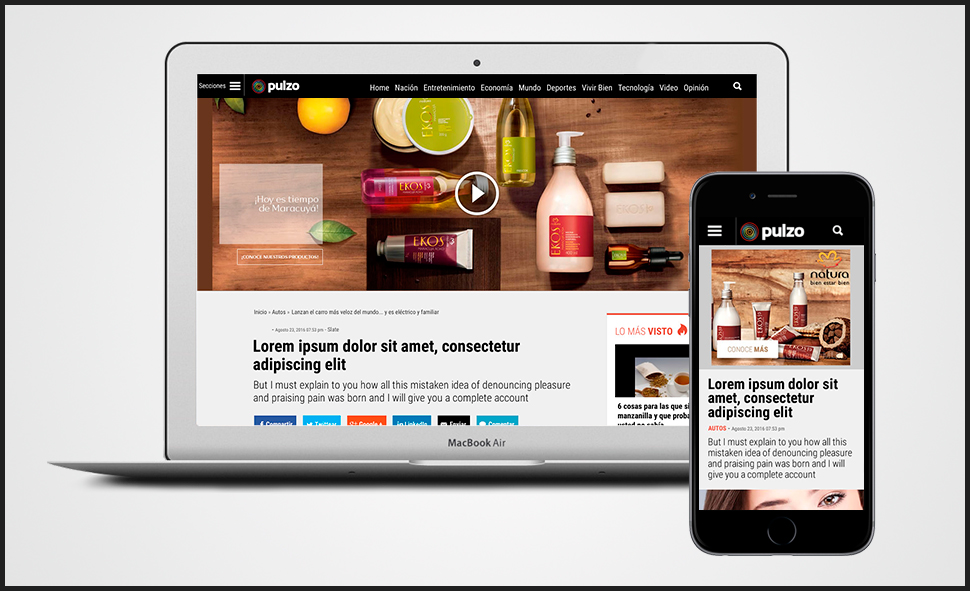 Secciones
pulzo
Home Nación Entretenimiento Economía Mundo Deportes Vivir Bien Tecnología Video Opinión
EKOS
EKOS
EKOS
EKOS
EKOS
¡Hoy es tiempo
de Maracuyá!
¡CONOCE NUESTROS PRODUCTOS!
Inicio › Autos › Lanzan el carro más veloz del mundo... y es eléctrico y familiar
- Agosto 23, 2016 07:53 pm - Slate
Lorem ipsum dolor sit amet, consectetur
adipiscing elit
But I must explain to you how all this mistaken idea of denouncing pleasure
and praising pain was born and I will give you a complete account
Compartir Twittear Google + LinkedIn Enviar Comentar
LO MÁS VISTO
6 cosas para las que si
manzanilla y que proba
usted no sabía
MacBook Air
pulzo
natura
bien estar bien
CONOCE MÁS
Lorem ipsum dolor sit
amet, consectetur
adipiscing elit
AUTOS - Agosto 23, 2016 07:53 pm
But I must explain to you how all this
mistaken idea of denouncing pleasure
and praising pain was born and I will
give you a complete account